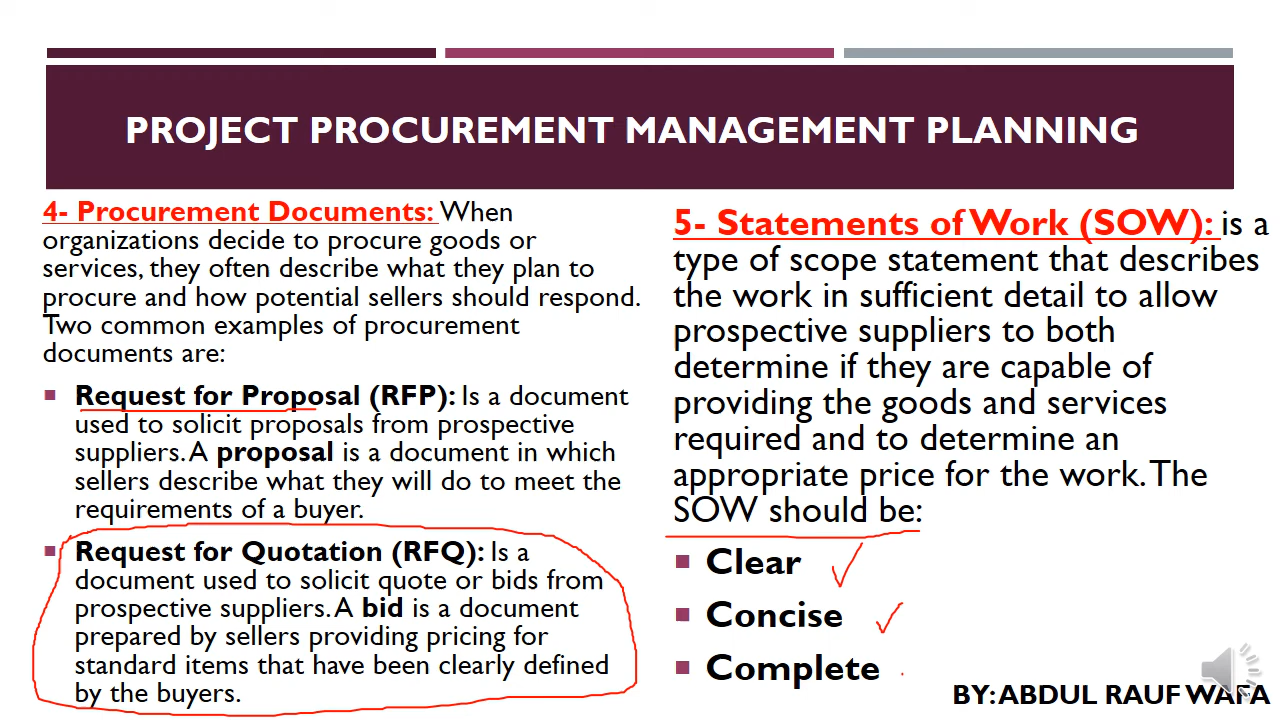 PROJECT PROCUREMENT MANAGEMENT PLANNING
4- Procurement Documents: When
organizations decide to procure goods or
services, they often describe what they plan to
procure and how potential sellers should respond.
Two common examples of procurement
documents are:
Request for Proposal (RFP): Is a document
used to solicit proposals from prospective
suppliers. A proposal is a document in which
sellers describe what they will do to meet the
requirements of a buyer.
Request for Quotation (RFQ): Is a
document used to solicit quote or bids from
prospective suppliers. A bid is a document
prepared by sellers providing pricing for
standard items that have been clearly defined
by the buyers.
5- Statements of Work (SOW): is a
type of scope statement that describes
the work in sufficient detail to allow
prospective suppliers to both
determine if they are capable of
providing the goods and services
required and to determine an
appropriate price for the work. The
SOW should be:
Clear
Concise
Complete
BY: ABDUL RAUF WAFA